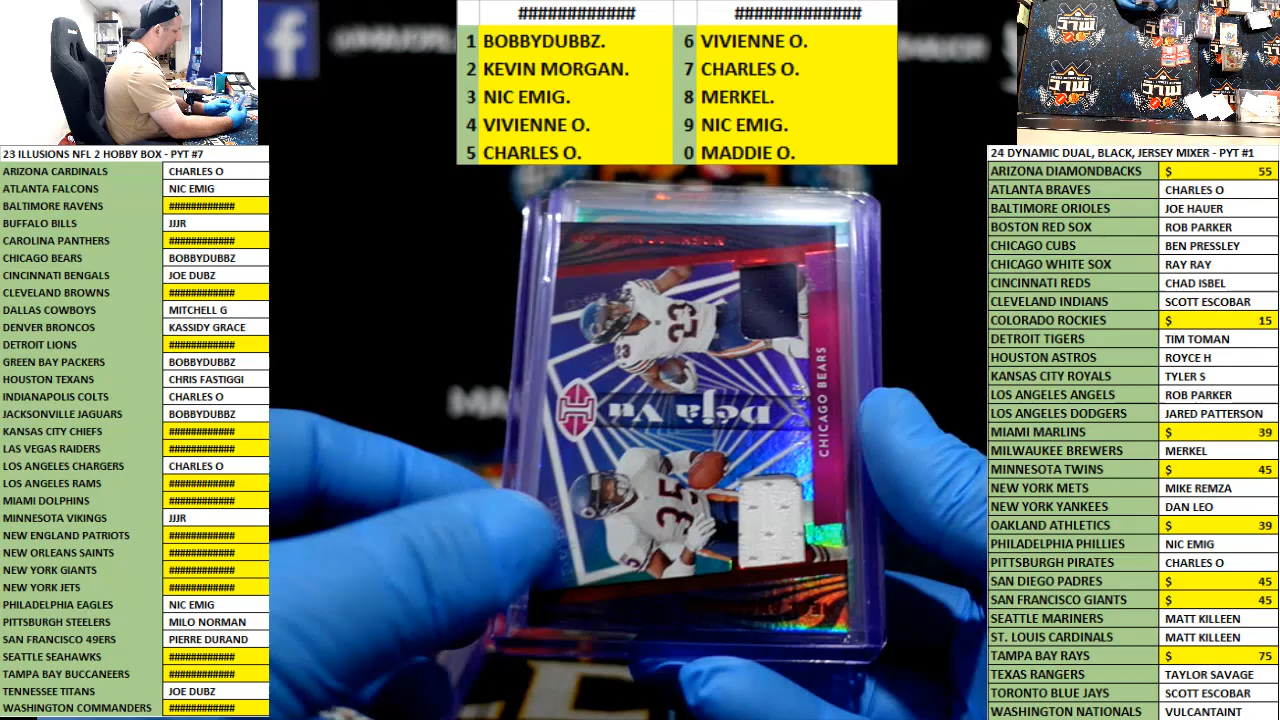 ############ ############
1 BOBBYDUBBZ. 6 VIVIENNE O.
2 KEVIN MORGAN. 7 CHARLES O.
3 NIC EMIG. 8 MERKEL.
4 VIVIENNE O. 9 NIC EMIG.
5 CHARLES O. 0 MADDIE O.
23 ILLUSIONS NFL 2 HOBBY BOX - PYT #7
ARIZONA CARDINALS CHARLES O
ATLANTA FALCONS NIC EMIG
BALTIMORE RAVENS ############
BUFFALO BILLS JJJR
CAROLINA PANTHERS ############
CHICAGO BEARS BOBBYDUBBZ
CINCINNATI BENGALS JOE DUBZ
CLEVELAND BROWNS ############
DALLAS COWBOYS MITCHELL G
DENVER BRONCOS KASSIDY GRACE
DETROIT LIONS ############
GREEN BAY PACKERS BOBBYDUBBZ
HOUSTON TEXANS CHRIS FASTIGGI
INDIANAPOLIS COLTS CHARLES O
JACKSONVILLE JAGUARS BOBBYDUBBZ
KANSAS CITY CHIEFS ############
LAS VEGAS RAIDERS ############
LOS ANGELES CHARGERS CHARLES O
LOS ANGELES RAMS ############
MIAMI DOLPHINS ############
MINNESOTA VIKINGS JJJR
NEW ENGLAND PATRIOTS ############
NEW ORLEANS SAINTS ############
NEW YORK GIANTS ############
NEW YORK JETS ############
PHILADELPHIA EAGLES NIC EMIG
PITTSBURGH STEELERS MILO NORMAN
SAN FRANCISCO 49ERS PIERRE DURAND
SEATTLE SEAHAWKS ############
TAMPA BAY BUCCANEERS ############
TENNESSEE TITANS JOE DUBZ
WASHINGTON COMMANDERS ############
CHICAGO BEARS
Deja Vu
23
23
35
24 DYNAMIC DUAL, BLACK, JERSEY MIXER - PYT #1
ARIZONA DIAMONDBACKS $ 55
ATLANTA BRAVES CHARLES O
BALTIMORE ORIOLES JOE HAUER
BOSTON RED SOX ROB PARKER
CHICAGO CUBS BEN PRESSLEY
CHICAGO WHITE SOX RAY RAY
CINCINNATI REDS CHAD ISBEL
CLEVELAND INDIANS SCOTT ESCOBAR
COLORADO ROCKIES $ 15
DETROIT TIGERS TIM TOMAN
HOUSTON ASTROS ROYCE H
KANSAS CITY ROYALS TYLER S
LOS ANGELES ANGELS ROB PARKER
LOS ANGELES DODGERS JARED PATTERSON
MIAMI MARLINS $ 39
MILWAUKEE BREWERS MERKEL
MINNESOTA TWINS $ 45
NEW YORK METS MIKE REMZA
NEW YORK YANKEES DAN LEO
OAKLAND ATHLETICS $ 39
PHILADELPHIA PHILLIES NIC EMIG
PITTSBURGH PIRATES CHARLES O
SAN DIEGO PADRES $ 45
SAN FRANCISCO GIANTS $ 45
SEATTLE MARINERS MATT KILLEEN
ST. LOUIS CARDINALS MATT KILLEEN
TAMPA BAY RAYS $ 75
TEXAS RANGERS TAYLOR SAVAGE
TORONTO BLUE JAYS SCOTT ESCOBAR
WASHINGTON NATIONALS VULCANTAINT